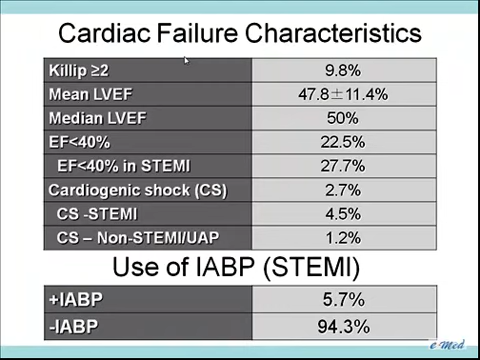 Cardiac Failure Characteristics
Killip ≥2 9.8%
Mean LVEF 47.8±11.4%
Median LVEF 50%
EF<40% 22.5%
EF<40% in STEMI 27.7%
Cardiogenic shock (CS) 2.7%
CS -STEMI 4.5%
CS – Non-STEMI/UAP 1.2%
Use of IABP (STEMI)
+IABP 5.7%
-IABP 94.3%
e-Med